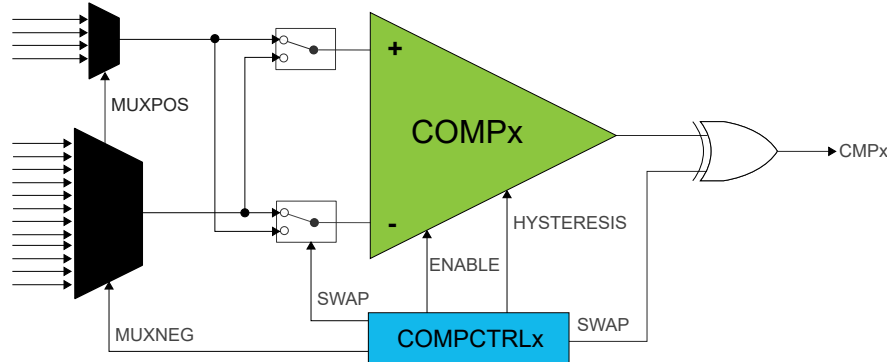 +
MUXPOS
COMPx
CMPx
-
HYSTERESIS
ENABLE
SWAP
SWAP
MUXNEG
COMPCTRLx